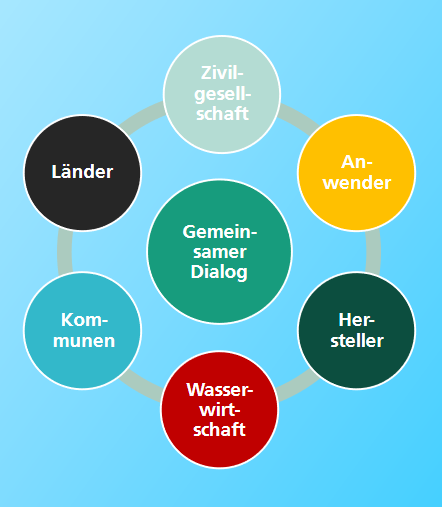 Zivil-
gesell-
schaft
Länder
An-
wender
Gemein-
samer
Dialog
Kom-
munen
Her-
steller
Wasser-
wirt-
schaft